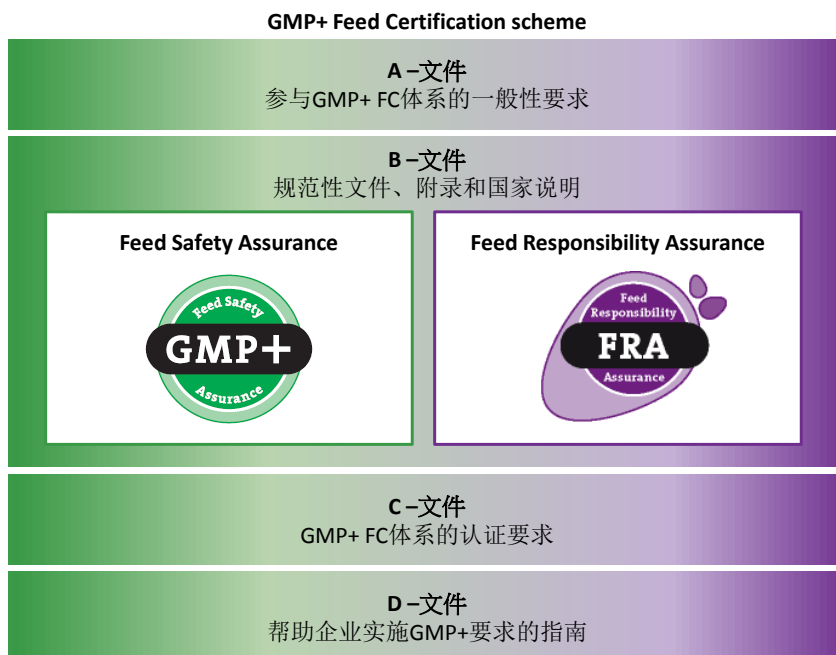 GMP+ Feed Certification scheme
A –文件
参与GMP+ FC体系的一般性要求
B –文件
规范性文件、附录和国家说明
Feed Safety Assurance
Feed Safety
GMP+
Assurance
Feed Responsibility Assurance
Feed
Responsibility
FRA
Assurance
C –文件
GMP+ FC体系的认证要求
D –文件
帮助企业实施GMP+要求的指南